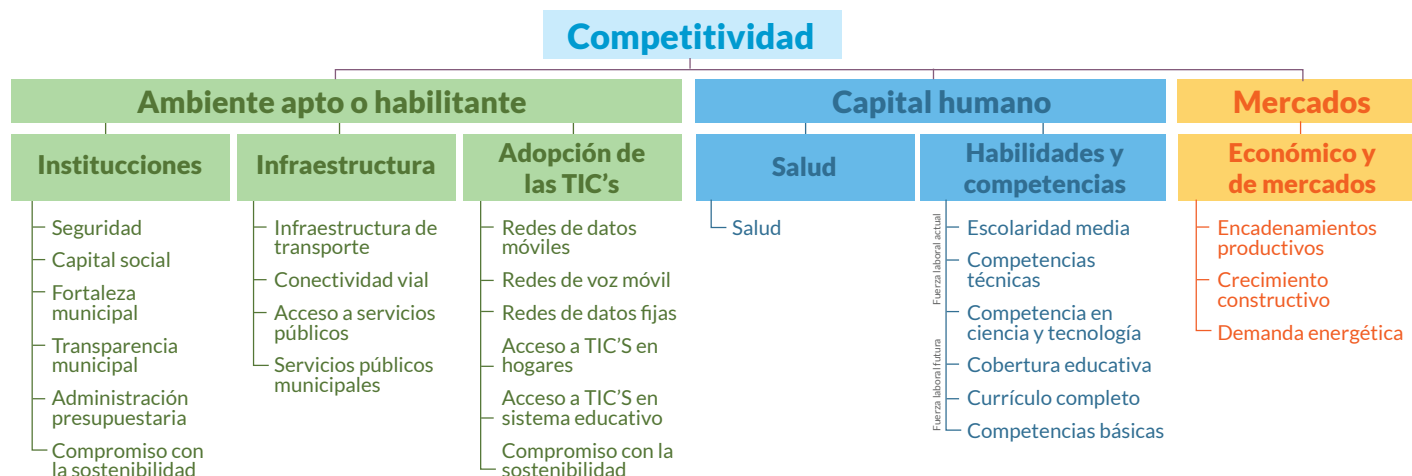 Competitividad
Ambiente apto o habilitante
Capital humano
Mercados
Institucciones
Infraestructura
Adopción de
las TIC's
Salud
Habilidades y
competencias
Económico y
de mercados
Seguridad
Capital social
Fortaleza
municipal
Transparencia
municipal
Administración
presupuestaria
Compromiso con
la sostenibilidad
Infraestructura de
transporte
Conectividad vial
Acceso a servicios
públicos
Servicios públicos
municipales
Redes de datos
móviles
Redes de voz móvil
Redes de datos fijas
Acceso a TIC'S en
hogares
Acceso a TIC'S en
sistema educativo
Compromiso con la
sostenibilidad
Salud
Fuerza laboral actual
Escolaridad media
Competencias
técnicas
Competencia en
ciencia y tecnología
Fuerza laboral futura
Cobertura educativa
Currículo completo
Competencias básicas
Encadenamientos
productivos
Crecimiento
constructivo
Demanda energética